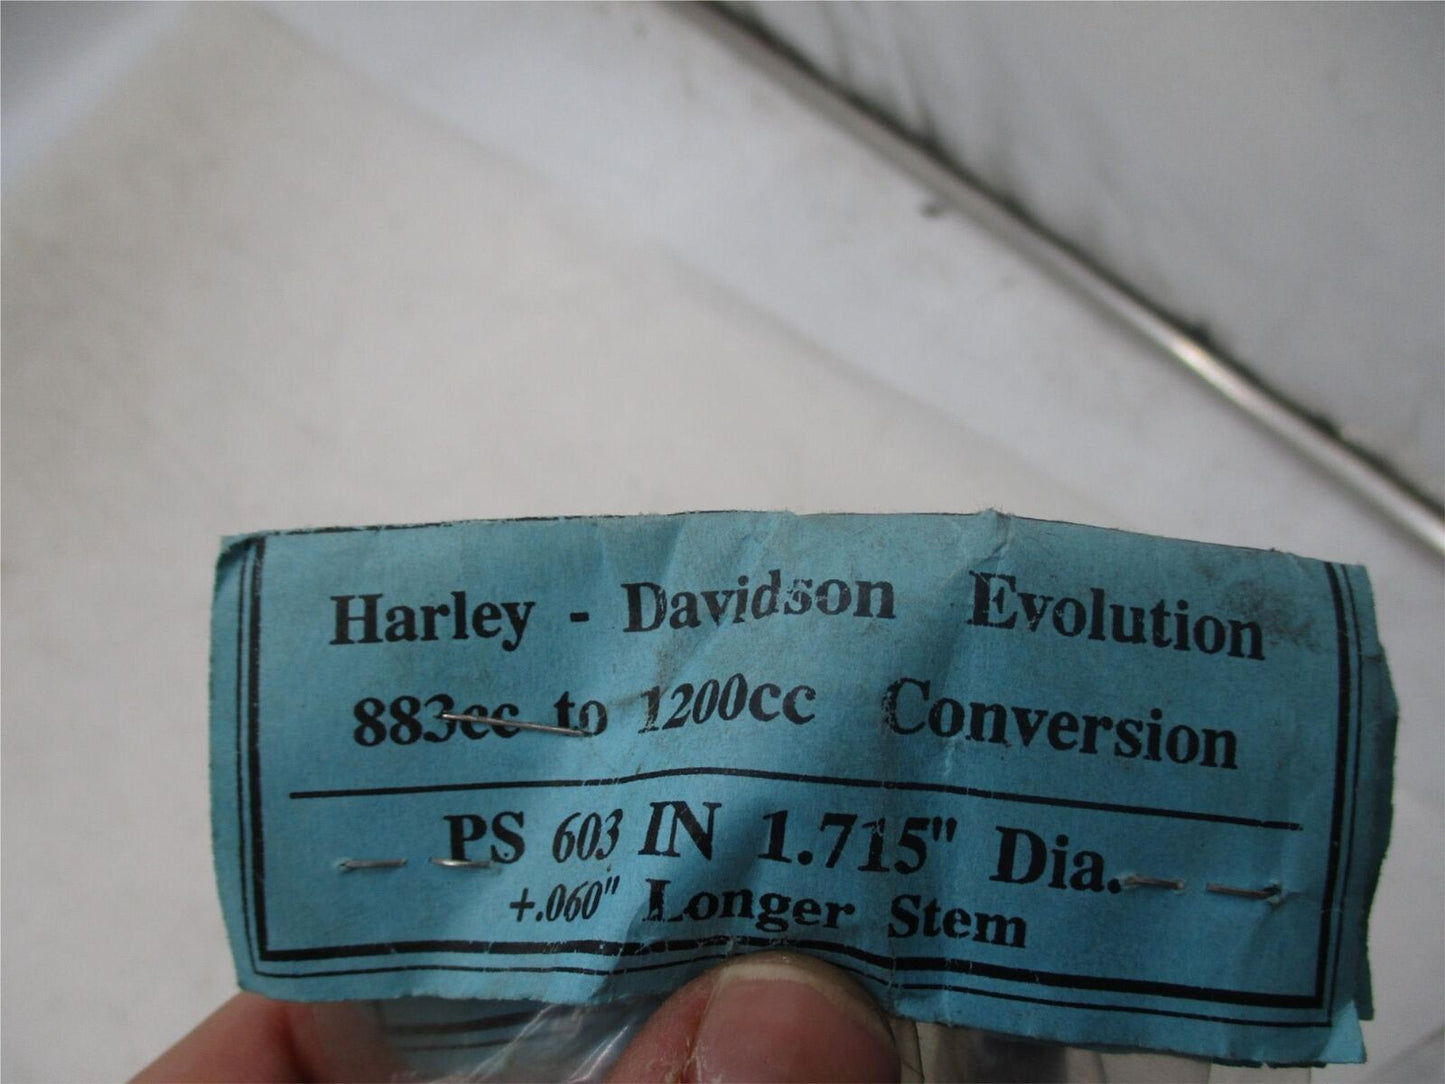 Harley - Davidson Evolution
883cc to 1200cc Conversion
PS 603 IN 1.715" Dia.
+.060" Longer Stem